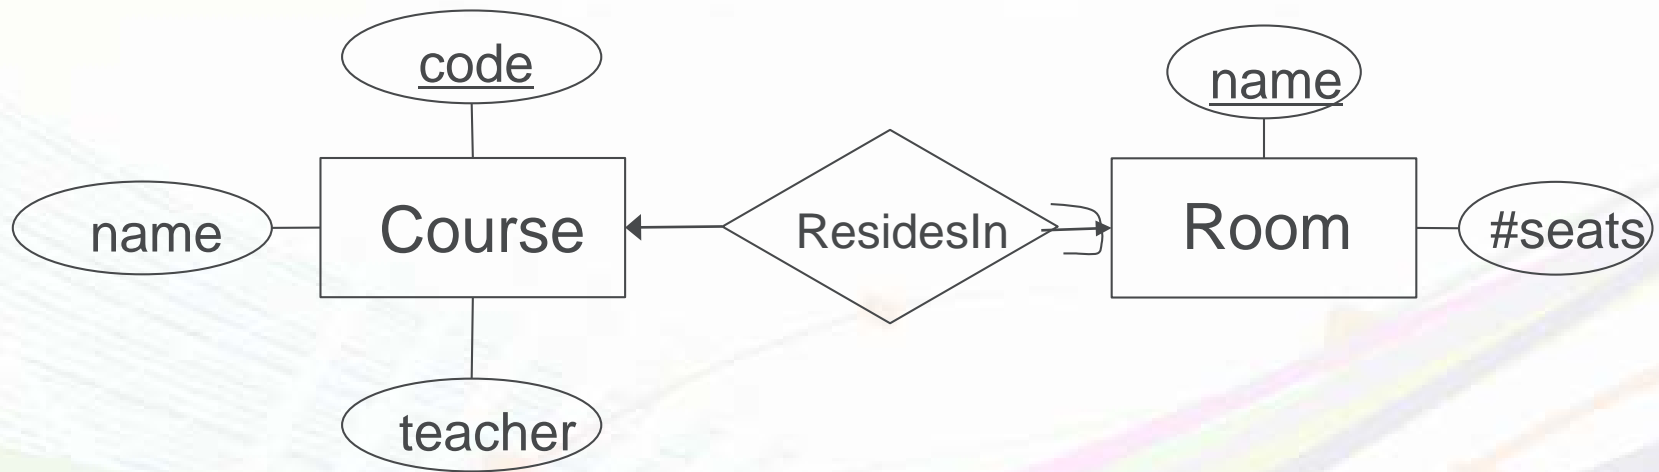 code
name
name
Course
ResidesIn
Room
#seats
teacher